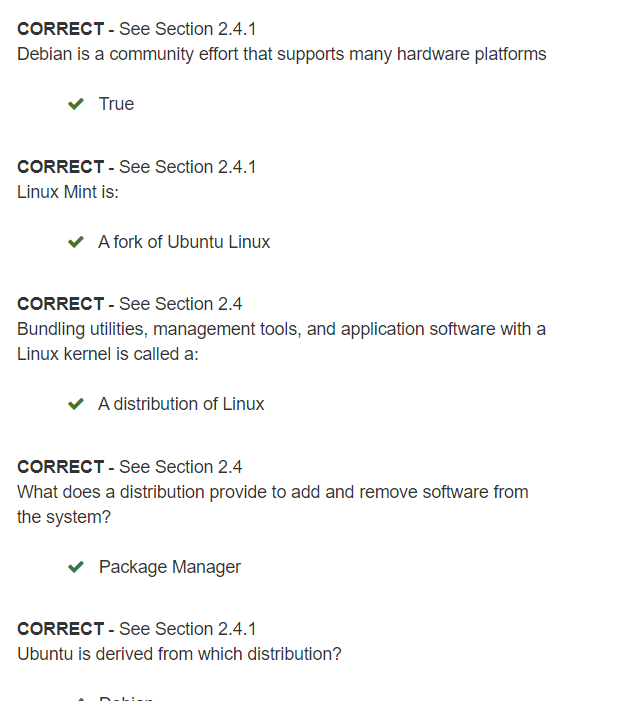 CORRECT - See Section 2.4.1
Debian is a community effort that supports many hardware platforms
True
CORRECT - See Section 2.4.1
Linux Mint is:
A fork of Ubuntu Linux
CORRECT - See Section 2.4
Bundling utilities, management tools, and application software with a
Linux kernel is called a:
A distribution of Linux
CORRECT - See Section 2.4
What does a distribution provide to add and remove software from
the system?
Package Manager
CORRECT - See Section 2.4.1
Ubuntu is derived from which distribution?